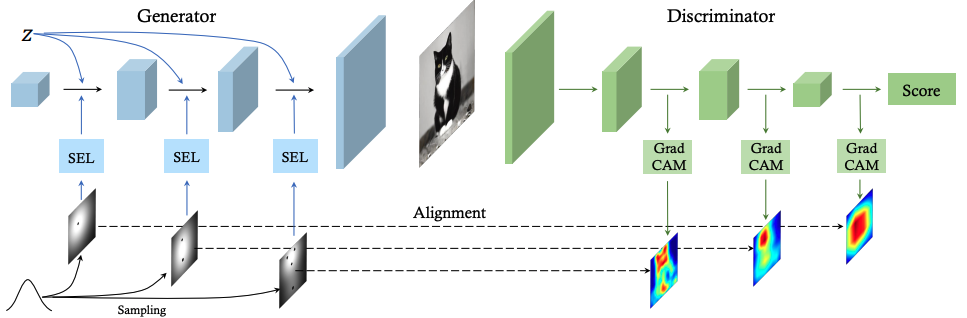 Generator
Discriminator
Z
Score
SEL
SEL
SEL
Grad
CAM
Grad
CAM
Grad
CAM
Alignment
Sampling